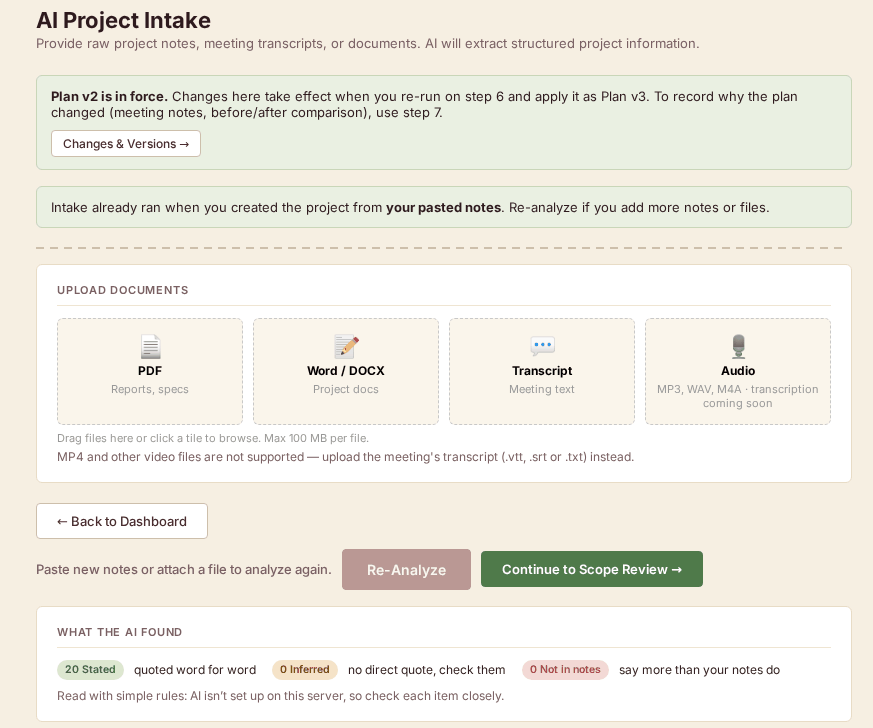 AI Project Intake
Provide raw project notes, meeting transcripts, or documents. AI will extract structured project information.
Plan v2 is in force. Changes here take effect when you re-run on step 6 and apply it as Plan v3. To record why the plan
changed (meeting notes, before/after comparison), use step 7.
Changes & Versions →
Intake already ran when you created the project from your pasted notes. Re-analyze if you add more notes or files.
UPLOAD DOCUMENTS
PDF
Reports, specs
Word / DOCX
Project docs
Transcript
Meeting text
Audio
MP3, WAV, M4A · transcription
coming soon
Drag files here or click a tile to browse. Max 100 MB per file.
MP4 and other video files are not supported — upload the meeting's transcript (.vtt, .srt or .txt) instead.
← Back to Dashboard
Paste new notes or attach a file to analyze again. Re-Analyze Continue to Scope Review →
WHAT THE AI FOUND
20 Stated quoted word for word 0 Inferred no direct quote, check them 0 Not in notes say more than your notes do
Read with simple rules: AI isn’t set up on this server, so check each item closely.